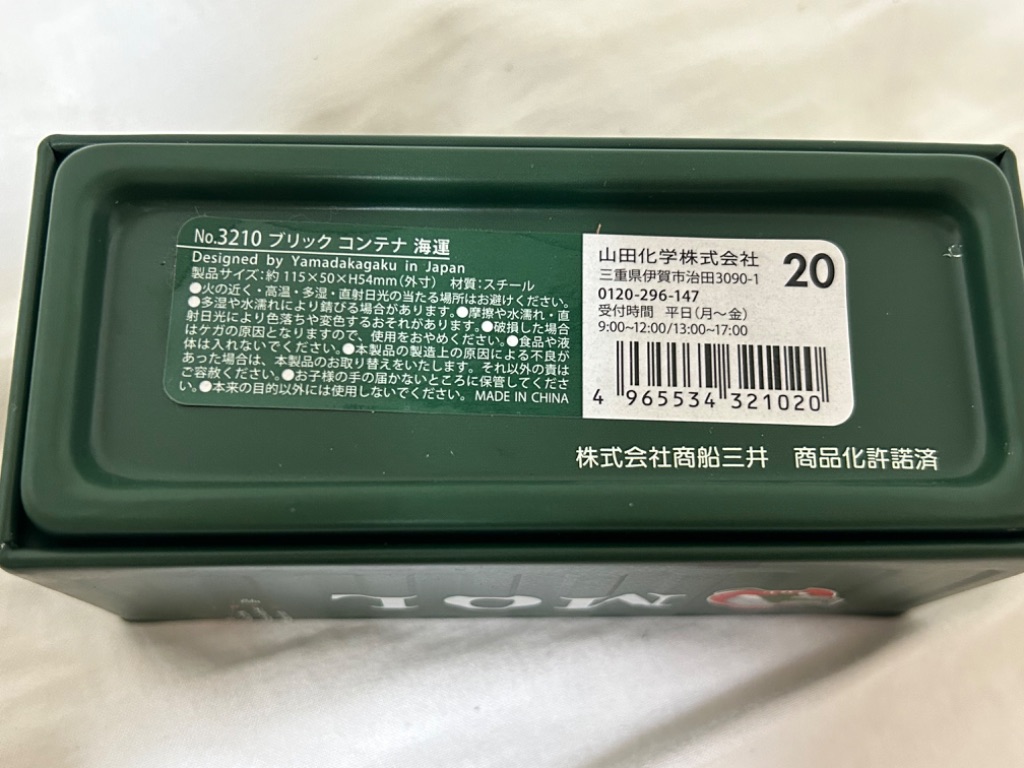 No.3210 ブリック コンテナ 海運
Designed by Yamadakagaku in Japan
製品サイズ:約 115×50×H54mm(外寸) 材質:スチール
●火の近く・高温・多湿・直射日光の当たる場所はお避けください。
●多湿や水濡れにより錆びる場合があります。●摩擦や水濡れ・直
射日光により色落ちや変色するおそれがあります。●破損した場合
はケガの原因となりますので、使用をおやめください。●食品や液
体は入れないでください。●本製品の製造上の原因による不良が
あった場合は、本製品のお取り替えをいたします。それ以外の責は
ご容赦ください。●お子様の手の届かないところに保管してくださ
い。●本来の目的以外には使用しないでください。MADE IN CHINA
山田化学株式会社
三重県伊賀市治田3090-1
0120-296-147
受付時間 平日(月〜金)
9:00~12:00/13:00~17:00
20
4 965534 321020
株式会社商船三井 商品化許諾済
MOL